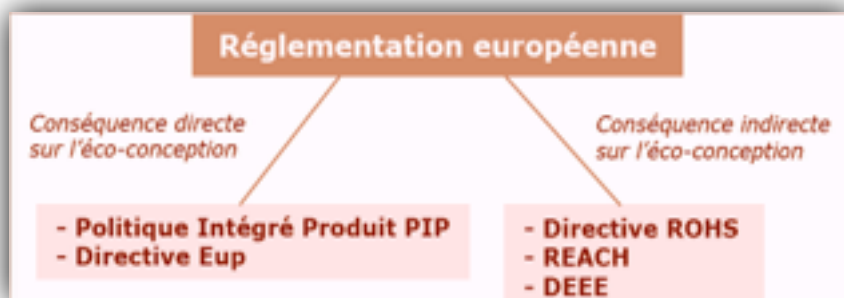 Réglementation européenne
Conséquence directe
sur l'éco-conception
Conséquence indirecte
sur l'éco-conception
- Politique Intégré Produit PIP
- Directive Eup
- Directive ROHS
- REACH
- DEEE